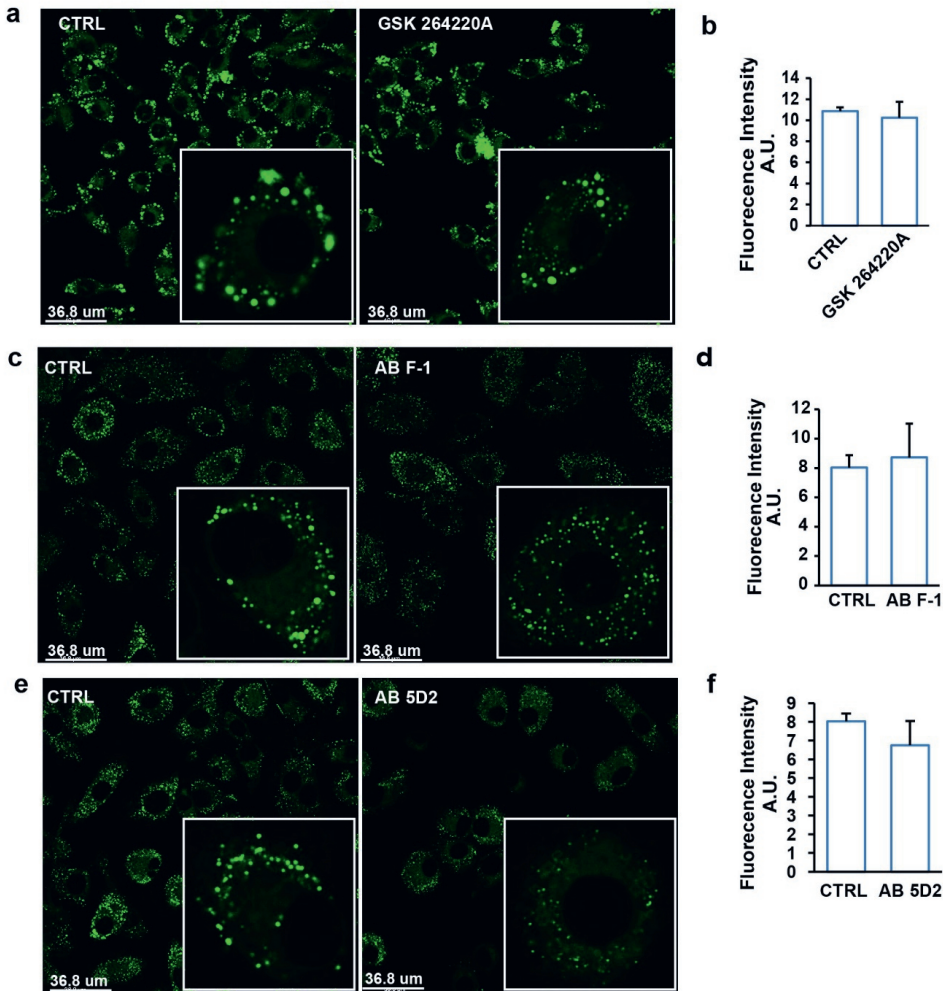 a
CTRL
GSK 264220A
36.8 um
36.8 um
b
Fluorecence Intensity
A.U.
14
12
10
8
6
4
2
0
CTRL
GSK 264220A
c
CTRL
AB F-1
36.8 um
36.8 um
d
Fluorecence Intensity
A.U.
12
10
8
6
4
2
0
CTRL
AB F-1
e
CTRL
AB 5D2
36.8 um
36.8 um
f
Fluorecence Intensity
A.U.
9
8
7
6
5
4
3
2
1
0
CTRL
AB 5D2